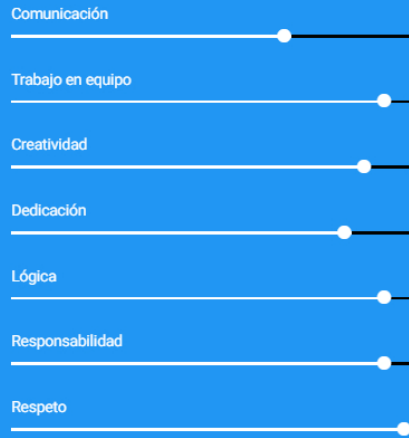 Comunicación
Trabajo en equipo
Creatividad
Dedicación
Lógica
Responsabilidad
Respeto